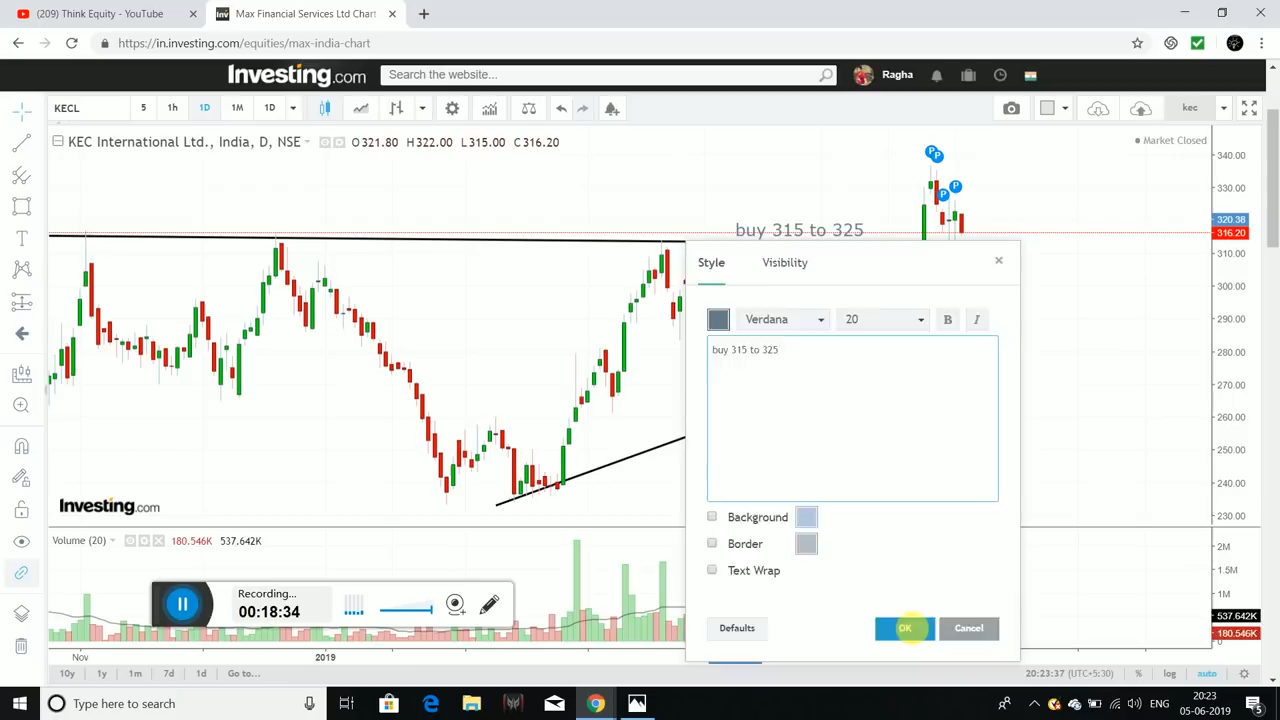 (209) Think Equity - YouTube
Max Financial Services Ltd Chart
https://in.investing.com/equities/max-india-chart
Investing.com
Search the website...
Ragha
KECL
5
1h
1D
1M
1D
kec
KEC International Ltd., India, D, NSE
O321.80 H322.00 L315.00 C316.20
Market Closed
340.00
330.00
320.38
316.20
310.00
300.00
290.00
280.00
270.00
260.00
250.00
240.00
230.00
P
P
P
P
buy 315 to 325
Style
Visibility
Verdana
20
B
I
buy 315 to 325
Background
Border
Text Wrap
Defaults
OK
Cancel
Investing.com
Volume (20)
180.546K 537.642K
2M
1.5M
1M
537.642K
180.546K
Recording...
00:18:34
Nov
2019
10y
1y
1m
7d
1d
Go to...
20:23:37 (UTC+5:30)
%
log
auto
Type here to search
ENG
20:23
05-06-2019
5